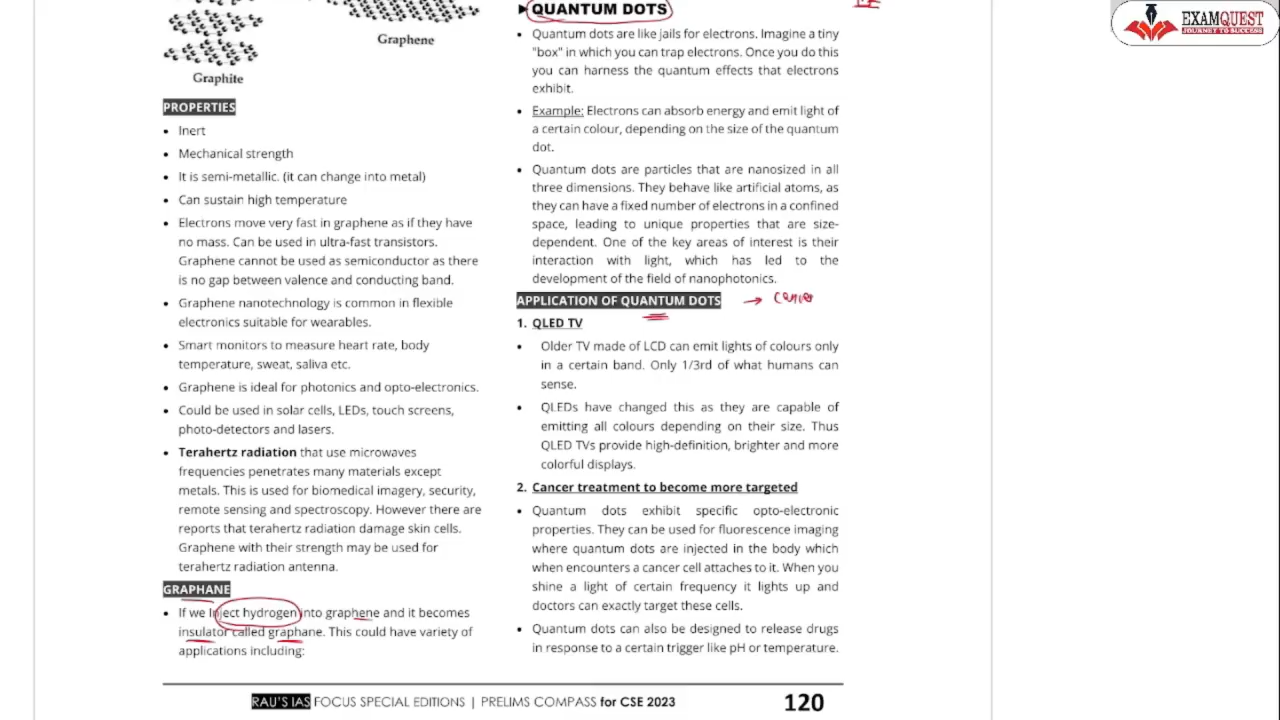 Graphene
Graphite
PROPERTIES
• Inert
• Mechanical strength
• It is semi-metallic. (it can change into metal)
• Can sustain high temperature
• Electrons move very fast in graphene as if they have
no mass. Can be used in ultra-fast transistors.
Graphene cannot be used as semiconductor as there
is no gap between valence and conducting band.
• Graphene nanotechnology is common in flexible
electronics suitable for wearables.
• Smart monitors to measure heart rate, body
temperature, sweat, saliva etc.
• Graphene is ideal for photonics and opto-electronics.
• Could be used in solar cells, LEDs, touch screens,
photo-detectors and lasers.
• Terahertz radiation that use microwaves
frequencies penetrates many materials except
metals. This is used for biomedical imagery, security,
remote sensing and spectroscopy. However there are
reports that terahertz radiation damage skin cells.
Graphene with their strength may be used for
terahertz radiation antenna.
GRAPHANE
• If we inject hydrogen into graphene and it becomes
insulator called graphane. This could have variety of
applications including:
►QUANTUM DOTS
• Quantum dots are like jails for electrons. Imagine a tiny
"box" in which you can trap electrons. Once you do this
you can harness the quantum effects that electrons
exhibit.
• Example: Electrons can absorb energy and emit light of
a certain colour, depending on the size of the quantum
dot.
• Quantum dots are particles that are nanosized in all
three dimensions. They behave like artificial atoms, as
they can have a fixed number of electrons in a confined
space, leading to unique properties that are size-
dependent. One of the key areas of interest is their
interaction with light, which has led to the
development of the field of nanophotonics.
APPLICATION OF QUANTUM DOTS → cancer
1. QLED TV
• Older TV made of LCD can emit lights of colours only
in a certain band. Only 1/3rd of what humans can
sense.
• QLEDs have changed this as they are capable of
emitting all colours depending on their size. Thus
QLED TVs provide high-definition, brighter and more
colorful displays.
2. Cancer treatment to become more targeted
• Quantum dots exhibit specific opto-electronic
properties. They can be used for fluorescence imaging
where quantum dots are injected in the body which
when encounters a cancer cell attaches to it. When you
shine a light of certain frequency it lights up and
doctors can exactly target these cells.
• Quantum dots can also be designed to release drugs
in response to a certain trigger like pH or temperature.
RAU'S IAS FOCUS SPECIAL EDITIONS | PRELIMS COMPASS for CSE 2023
120
EXAMQUEST
JOURNEY TO SUCCESS